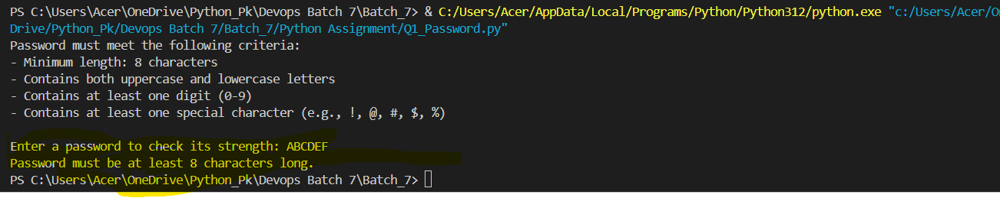 PS C:\Users\Acer\OneDrive\Python_Pk\Devops Batch 7\Batch_7> & C:/Users/Acer/AppData/Local/Programs/Python/Python312/python.exe "c:/Users/Acer/On
Drive/Python_Pk/Devops Batch 7/Batch_7/Python Assignment/Q1_Password.py"
Password must meet the following criteria:
- Minimum length: 8 characters
- Contains both uppercase and lowercase letters
- Contains at least one digit (0-9)
- Contains at least one special character (e.g., !, @, #, $, %)
Enter a password to check its strength: ABCDEF
Password must be at least 8 characters long.
PS C:\Users\Acer\OneDrive\Python_Pk\Devops Batch 7\Batch_7>